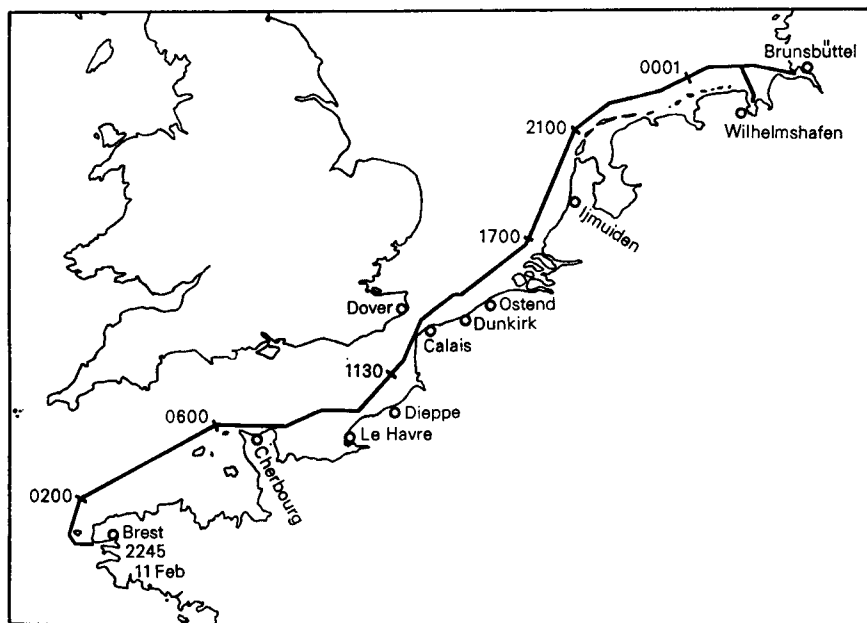 Brunsbüttel
0001
Wilhelmshafen
2100
Ijmuiden
1700
Dover
Ostend
Dunkirk
Calais
1130
Dieppe
0600
Le Havre
Cherbourg
0200
Brest
2245
11 Feb